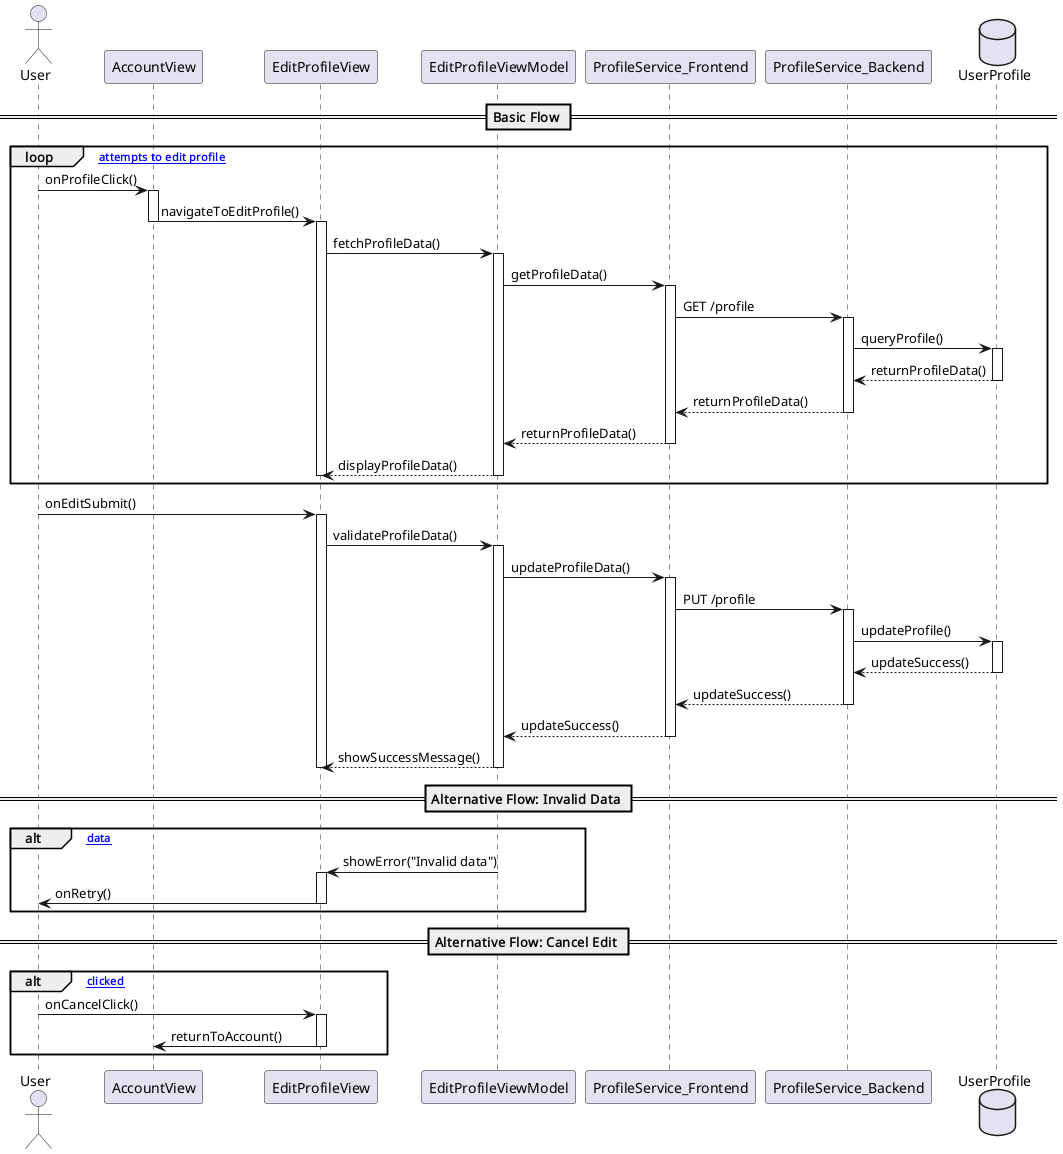 User
AccountView
EditProfileView
EditProfileViewModel
ProfileService_Frontend
ProfileService_Backend
UserProfile
Basic Flow
loop
attempts to edit profile
onProfileClick()
navigateToEditProfile()
fetchProfileData()
getProfileData()
GET /profile
queryProfile()
returnProfileData()
returnProfileData()
returnProfileData()
displayProfileData()
onEditSubmit()
validateProfileData()
updateProfileData()
PUT /profile
updateProfile()
updateSuccess()
updateSuccess()
updateSuccess()
showSuccessMessage()
Alternative Flow: Invalid Data
alt
data
showError("Invalid data")
onRetry()
Alternative Flow: Cancel Edit
alt
clicked
onCancelClick()
returnToAccount()
User
AccountView
EditProfileView
EditProfileViewModel
ProfileService_Frontend
ProfileService_Backend
UserProfile